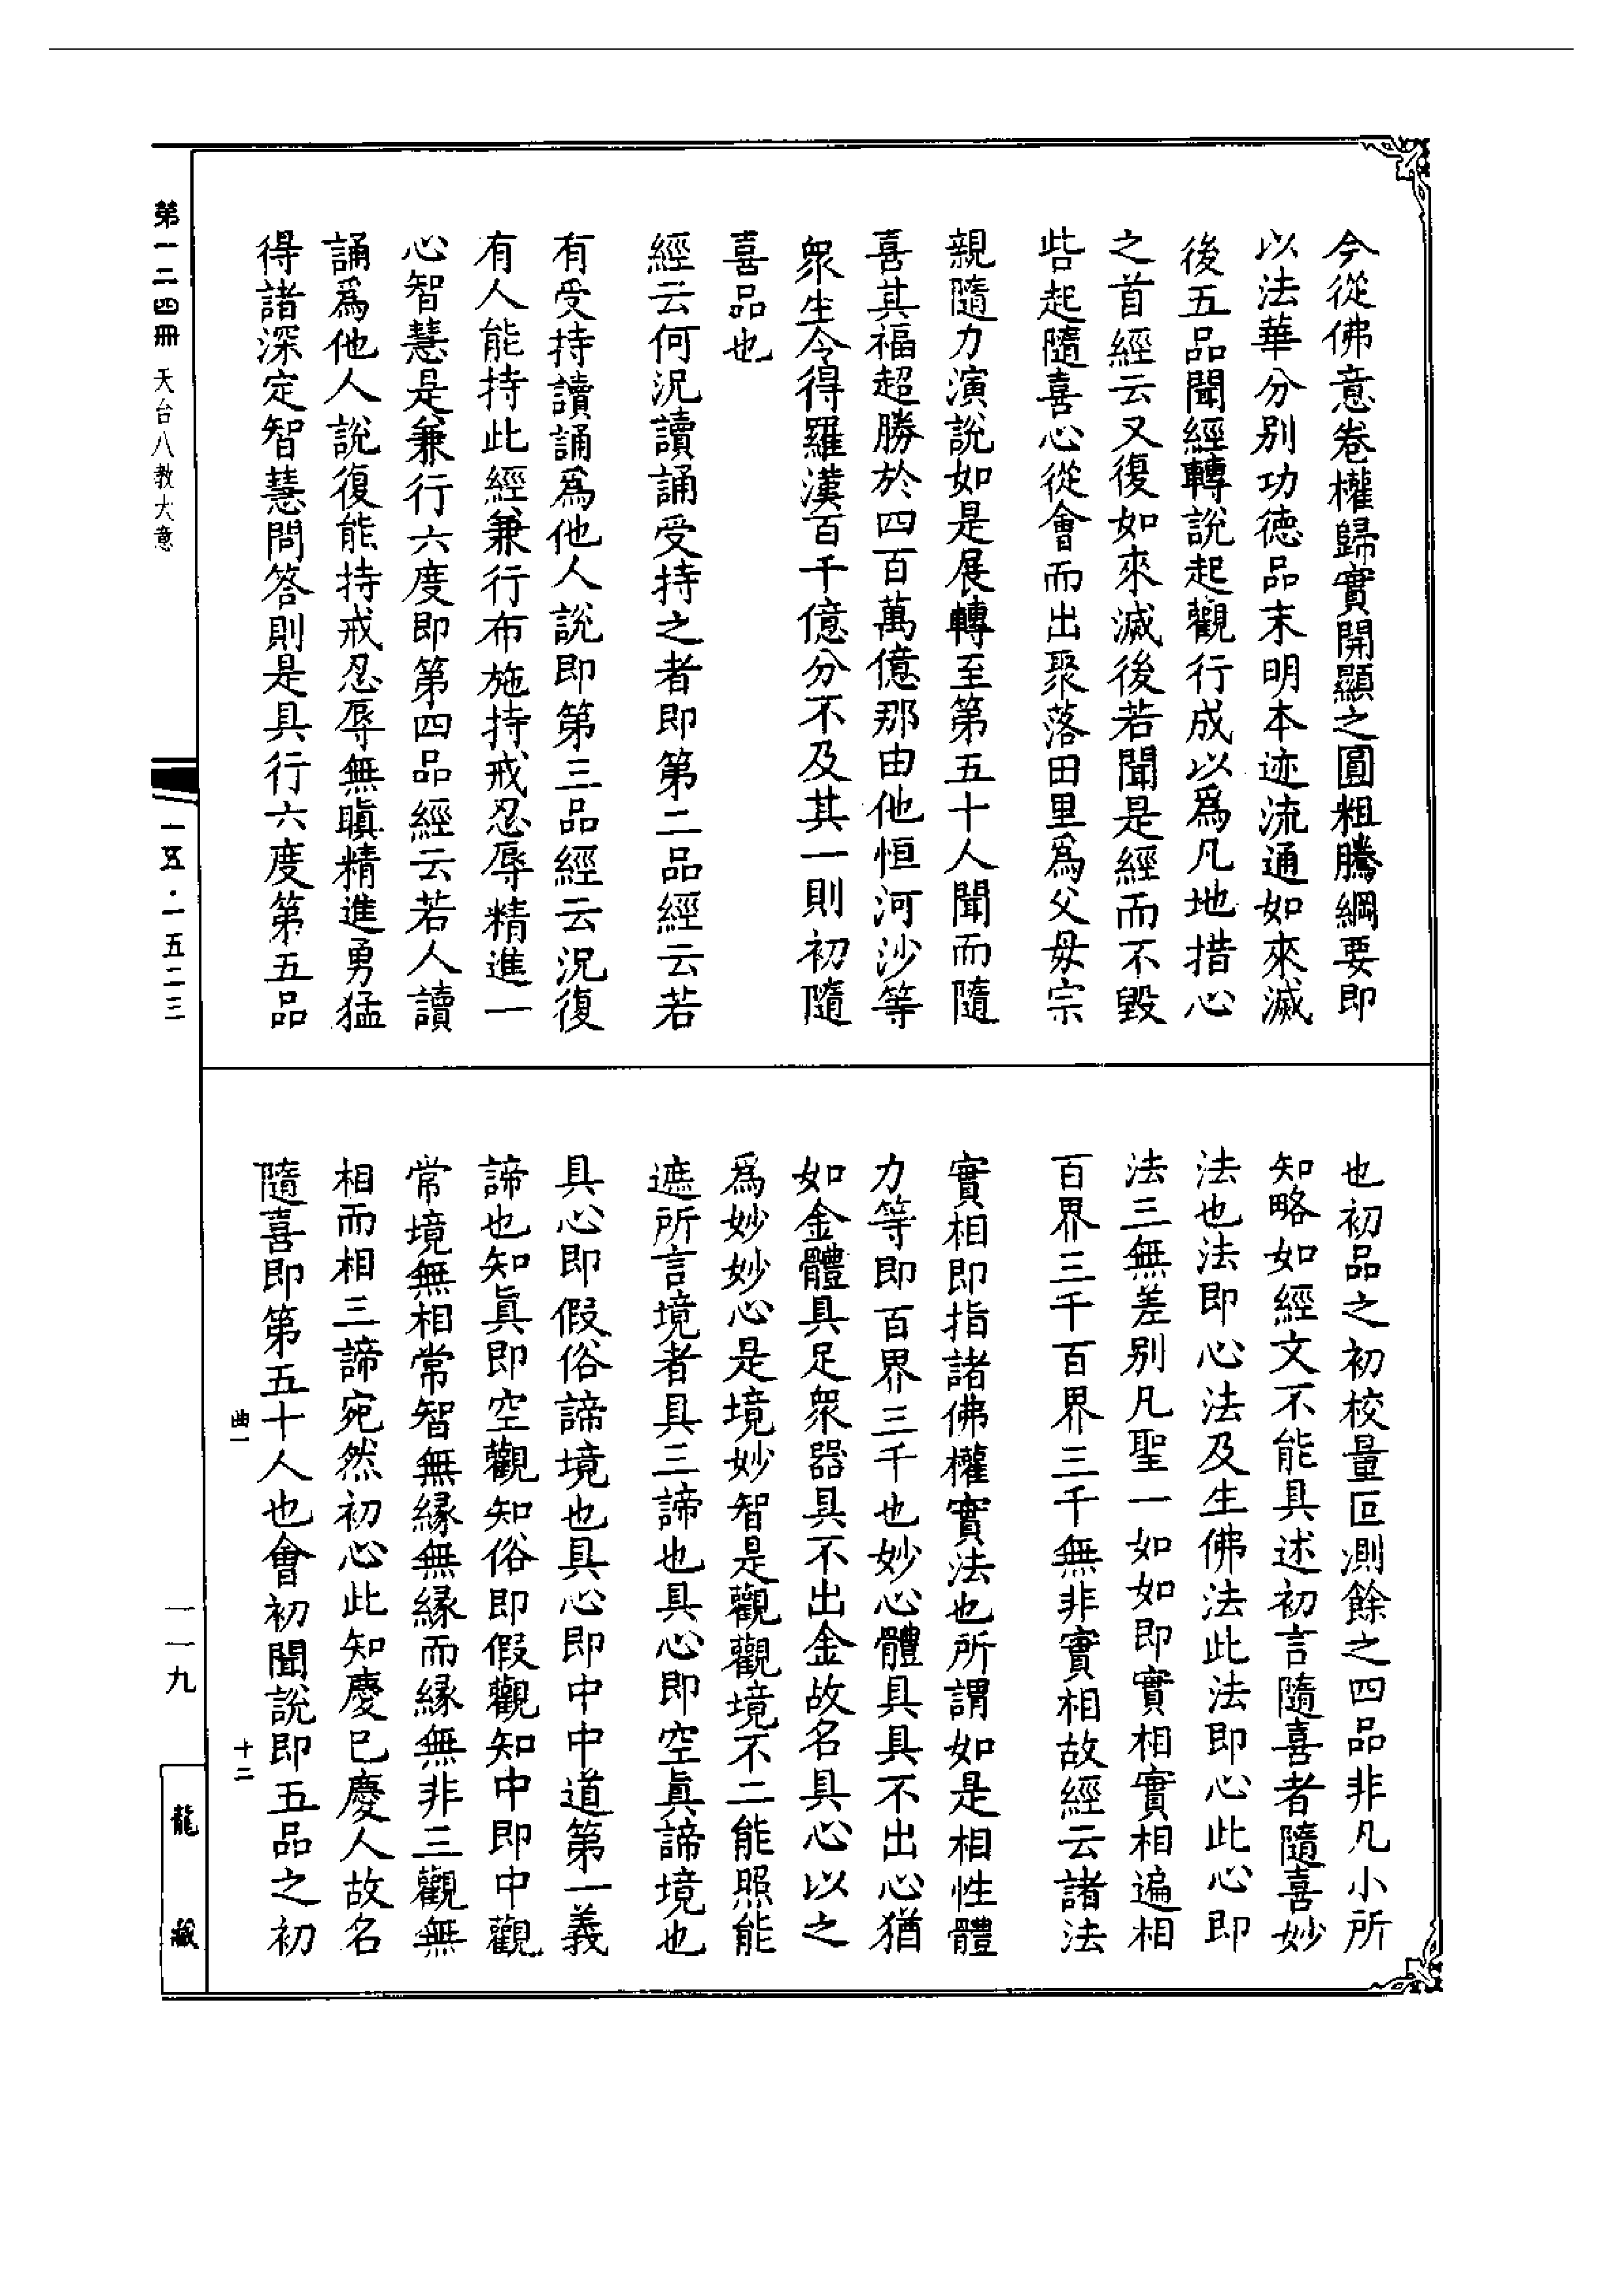 今從佛意卷權歸實開顯之圓粗騰綱要即
以法華分别功德品末明本迹流通如來滅
後五品聞經轉說起觀行成以爲凡地措心
之首經云又復如來滅後若聞是經而不毀
呰起隨喜心從會而出聚落田里爲父毋宗
親隨力演說如是展轉至第五十人聞而隨
喜其福超勝於四百萬億那由他恒河沙等
衆生令得羅漢百千億分不及其一則初隨
喜品也
經云何況讀誦受持之者即第二品經云若
有受持讀誦爲他人說即第三品經云況復
有人能持此經兼行布施持戒忍辱精進一
心智慧是兼行六度即第四品經云若人讀
誦爲他人說復能持戒忍辱無瞋精進勇猛
得諸深定智慧問答則是具行六度第五品
也初品之初校量叵測餘之四品非凡小所
知略如經文不能具述初言隨喜者隨喜妙
法也法即心法及生佛法此法即心此心即
法三無差别凡聖一如如即實相實相遍相
百界三千百界三千無非實相故經云諸法
實相即指諸佛權實法也所謂如是相性體
力等即百界三千也妙心體具具不出心猶
如金體具足衆器具不出金故名具心以之
爲妙妙心是境妙智是觀觀境不二能照能
遮所言境者具三諦也具心即空眞諦境也
具心即假俗諦境也具心即中中道第一義
諦也知眞即空觀知俗即假觀知中即中觀
常境無相常智無緣無緣而緣無非三觀無
相而相三諦宛然初心此知慶已慶人故名
隨喜即第五十人也會初聞說即五品之初
曲一
十二
第一二四冊 天台八教大意
一五·一五二三
一一九
龍藏